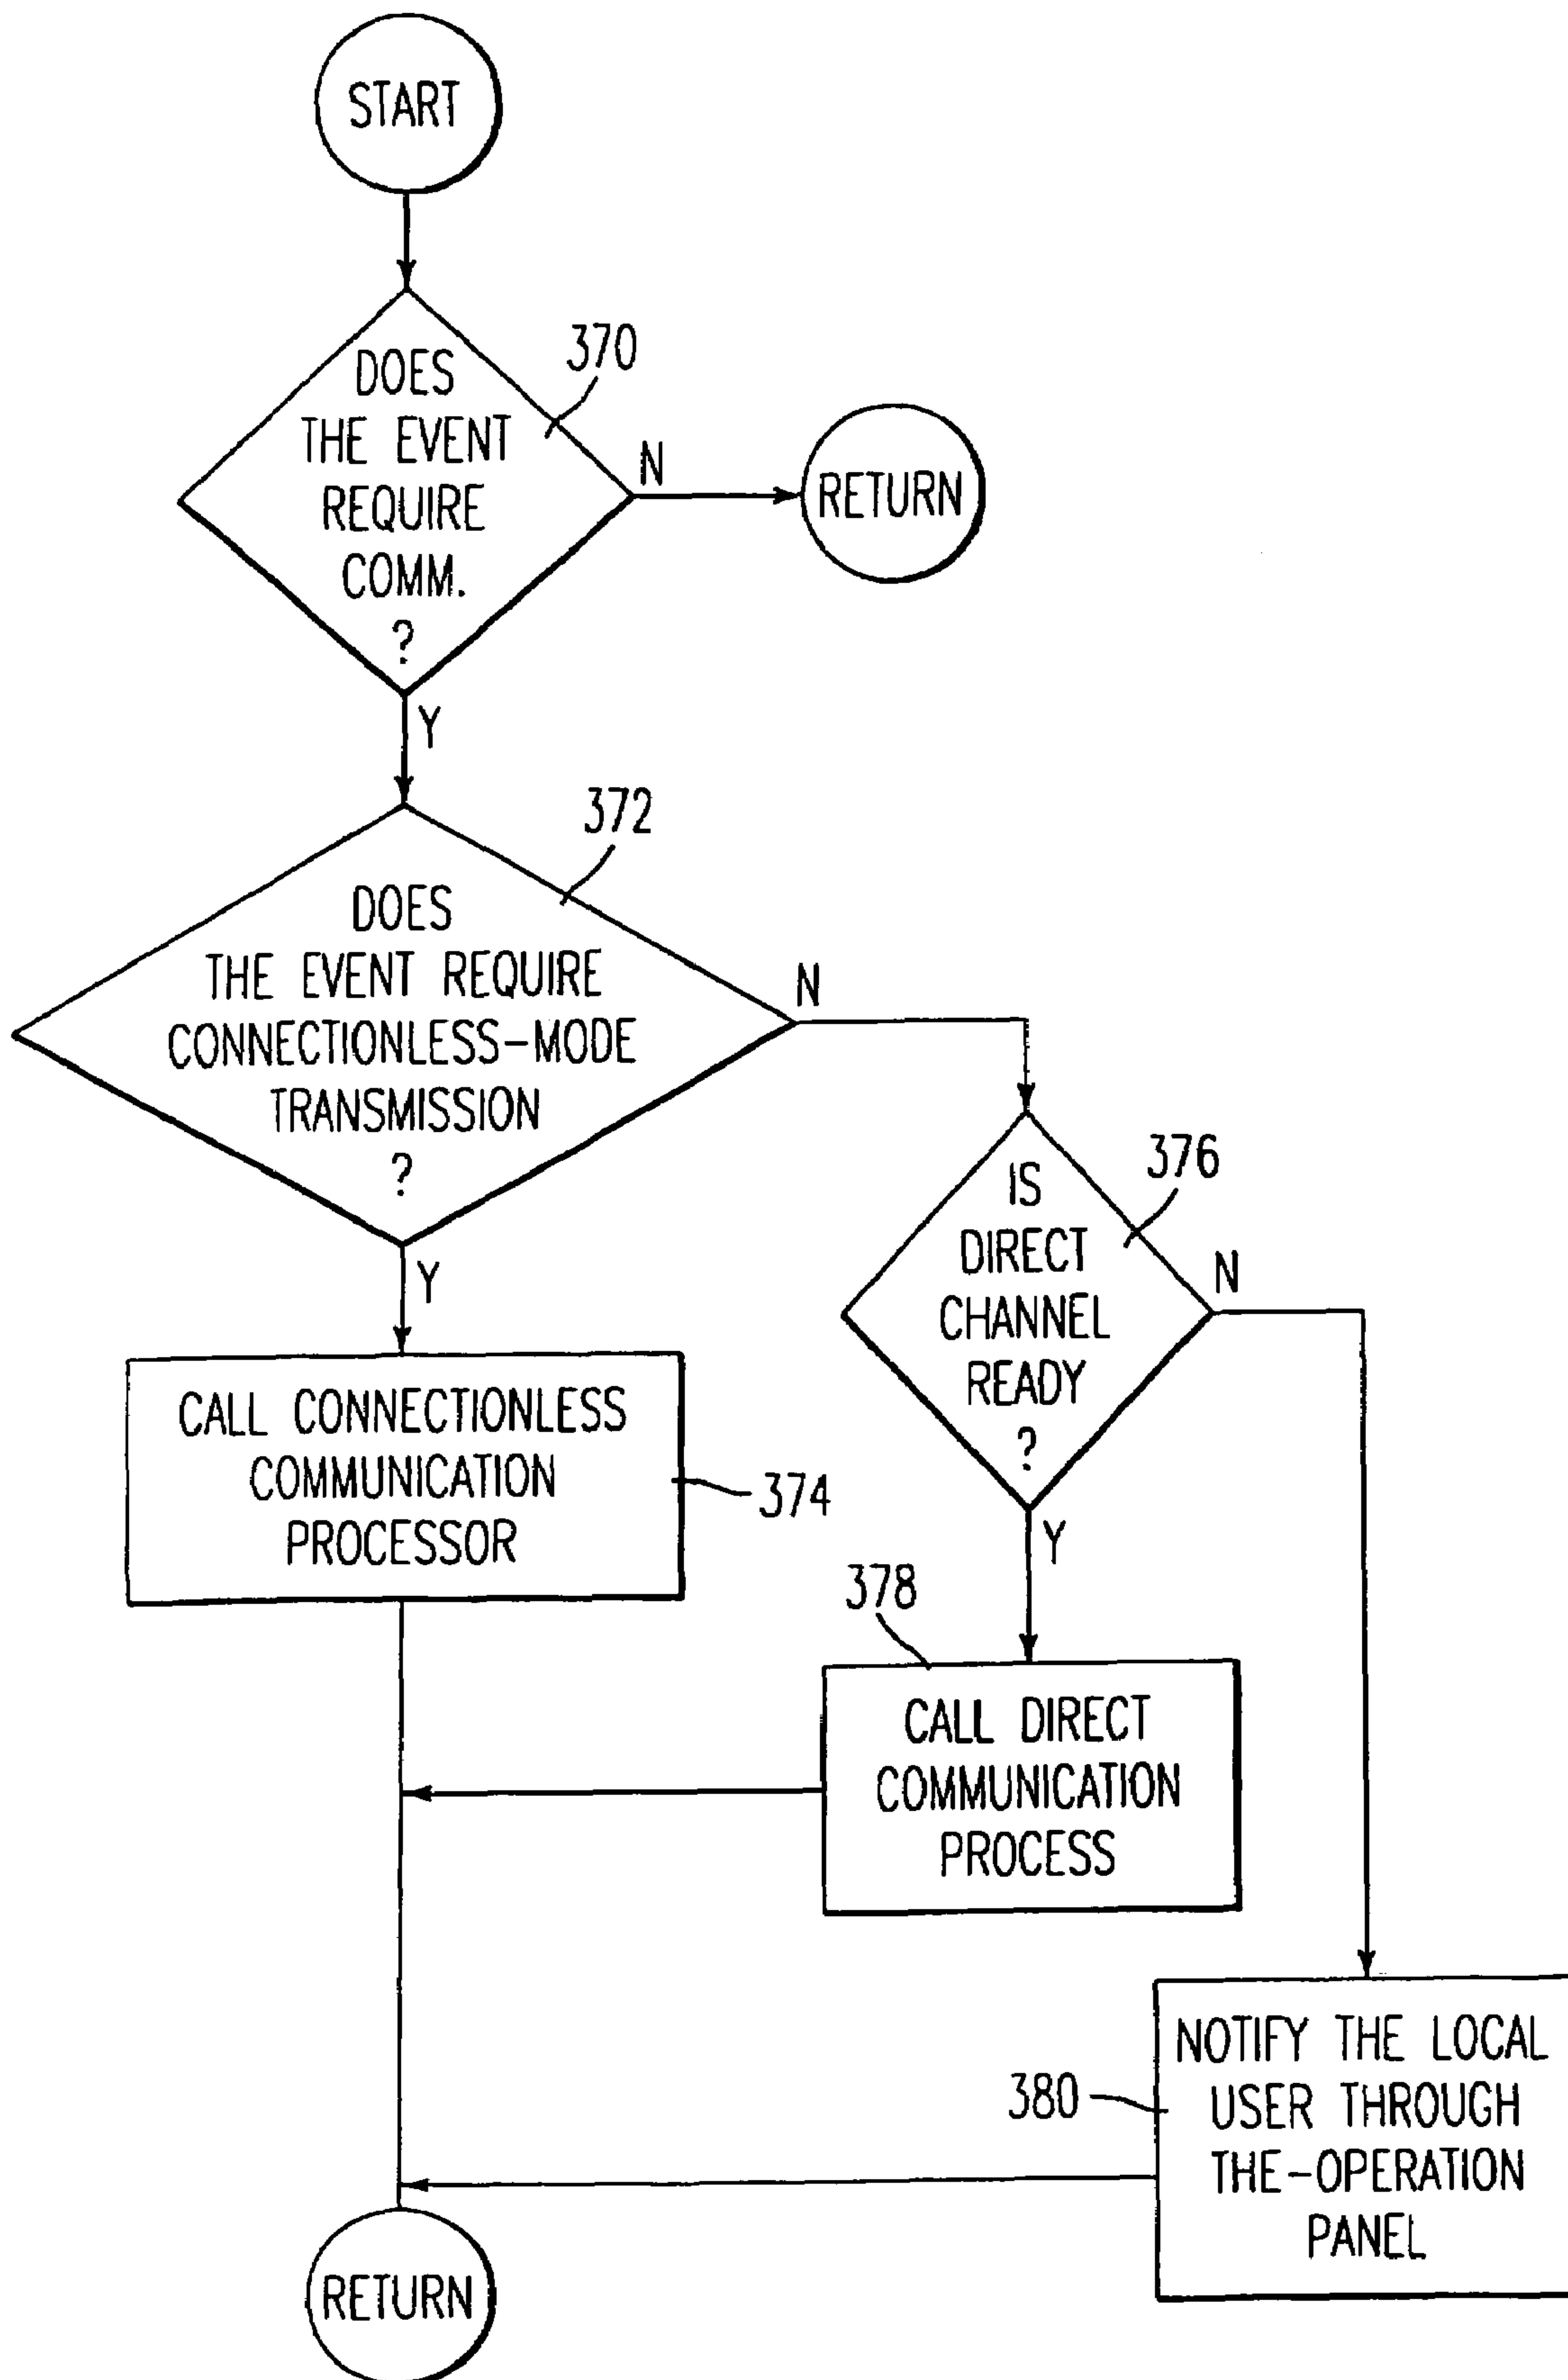 START
370
DOES
THE EVENT
REQUIRE
COMM.
?
N
RETURN
Y
372
DOES
THE EVENT REQUIRE
CONNECTIONLESS-MODE
TRANSMISSION
?
N
Y
376
IS
DIRECT
CHANNEL
READY
?
N
Y
CALL CONNECTIONLESS
COMMUNICATION
PROCESSOR
374
378
CALL DIRECT
COMMUNICATION
PROCESS
380
NOTIFY THE LOCAL
USER THROUGH
THE-OPERATION
PANEL
RETURN